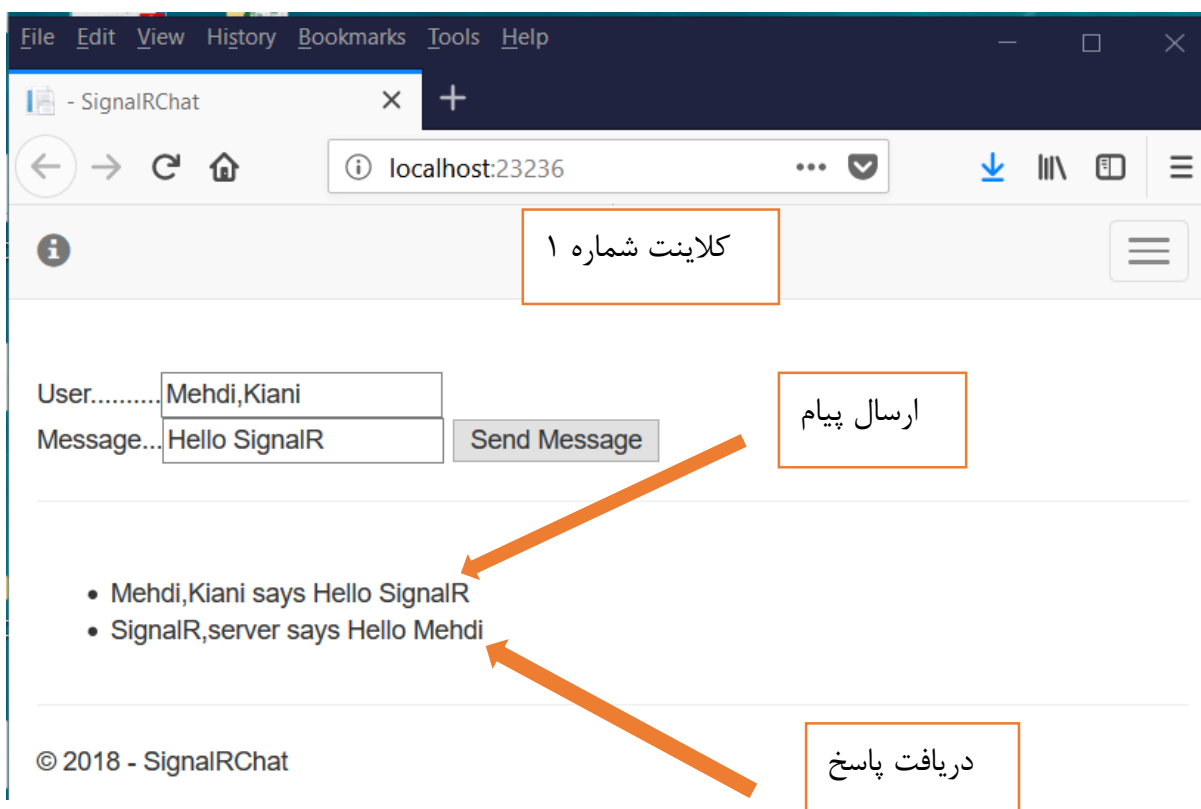 File Edit View History Bookmarks Tools Help
- SignalRChat
localhost:23236
کلاینت شماره ۱
User..........Mehdi,Kiani
ارسال پیام
Message...Hello SignalR Send Message
Mehdi,Kiani says Hello SignalR
SignalR,server says Hello Mehdi
دریافت پاسخ
© 2018 - SignalRChat